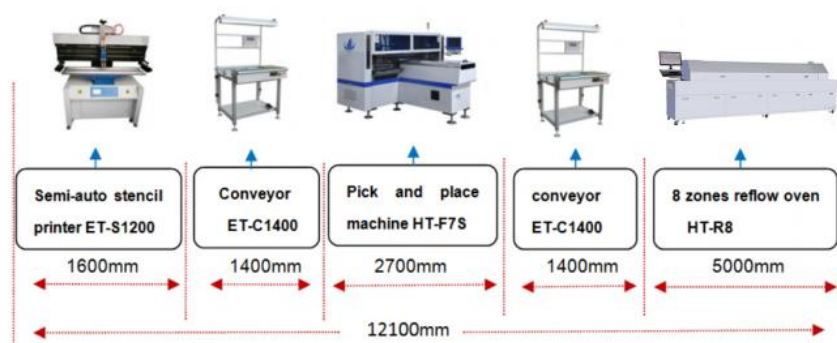 Semi-auto stencil
printer ET-S1200
Conveyor
ET-C1400
Pick and place
machine HT-F7S
conveyor
ET-C1400
8 zones reflow oven
HT-R8
1600mm
1400mm
2700mm
1400mm
5000mm
12100mm